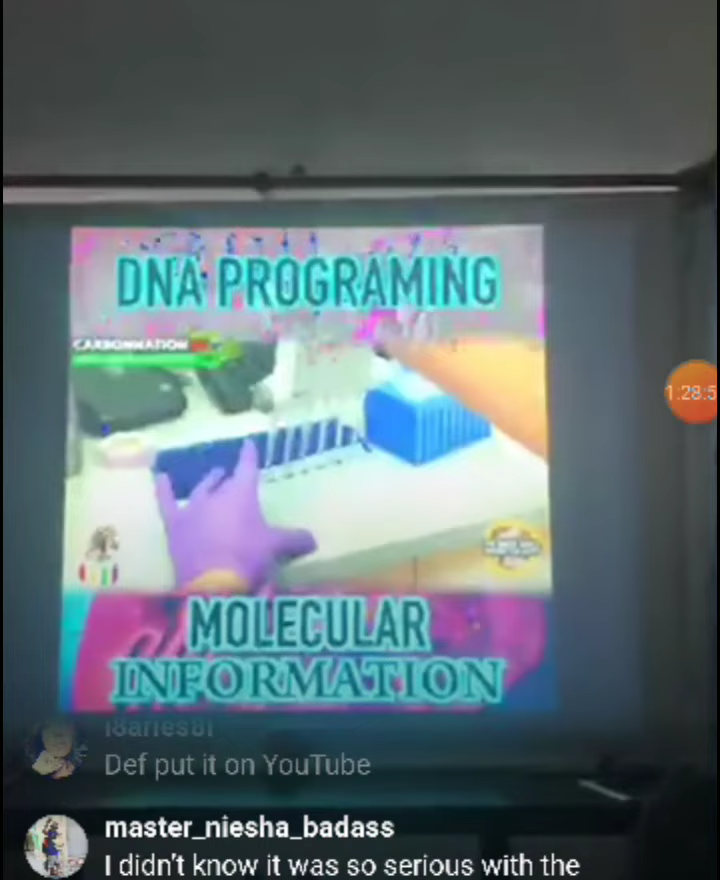 DNA PROGRAMING
CARBONMATION
1:28:5
MOLECULAR
INFORMATION
i8aries8i
Def put it on YouTube
master_niesha_badass
I didn't know it was so serious with the